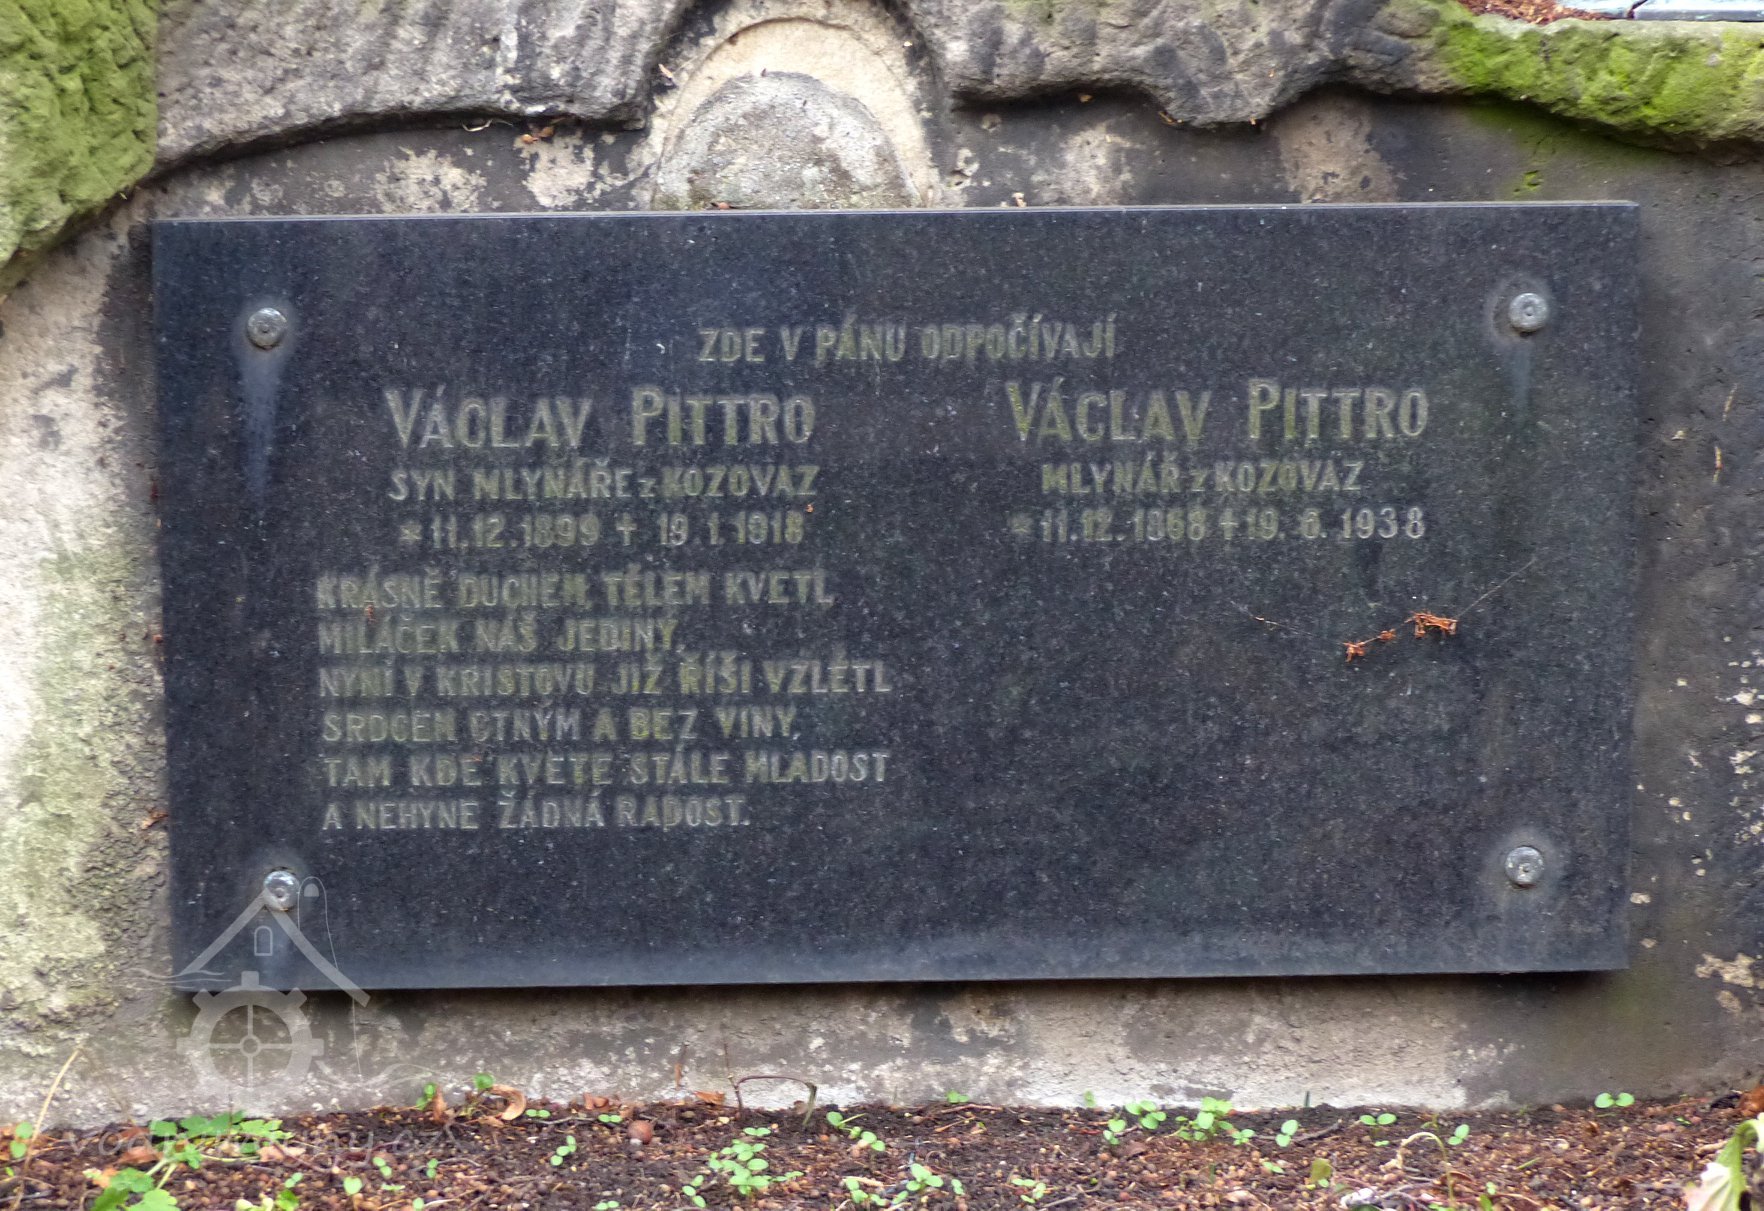 ZDE V PÁNU ODPOČÍVAJÍ
VÁCLAV PITTRO
SYN MLYNÁŘE Z KOZOVAZ
* 11.12.1899 + 19.1.1918
KRÁSNĚ DUCHEM, TĚLEM KVETL
MILÁČEK NÁŠ JEDINÝ,
NYNÍ V KRISTOVU JIŽ ŘÍŠI VZLÉTL
SRDCEM CTNÝM A BEZ VINY,
TAM KDE KVETE STÁLE MLADOST
A NEHYNE ŽÁDNÁ RADOST.
VÁCLAV PITTRO
MLYNÁŘ Z KOZOVAZ
* 11.12.1868 + 19.6.1938